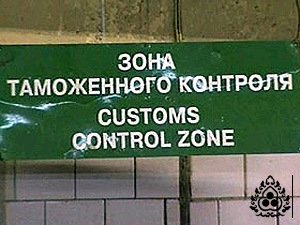 ЗОНА
ТАМОЖЕННОГО КОНТРОЛЯ
CUSTOMS
CONTROL ZONE